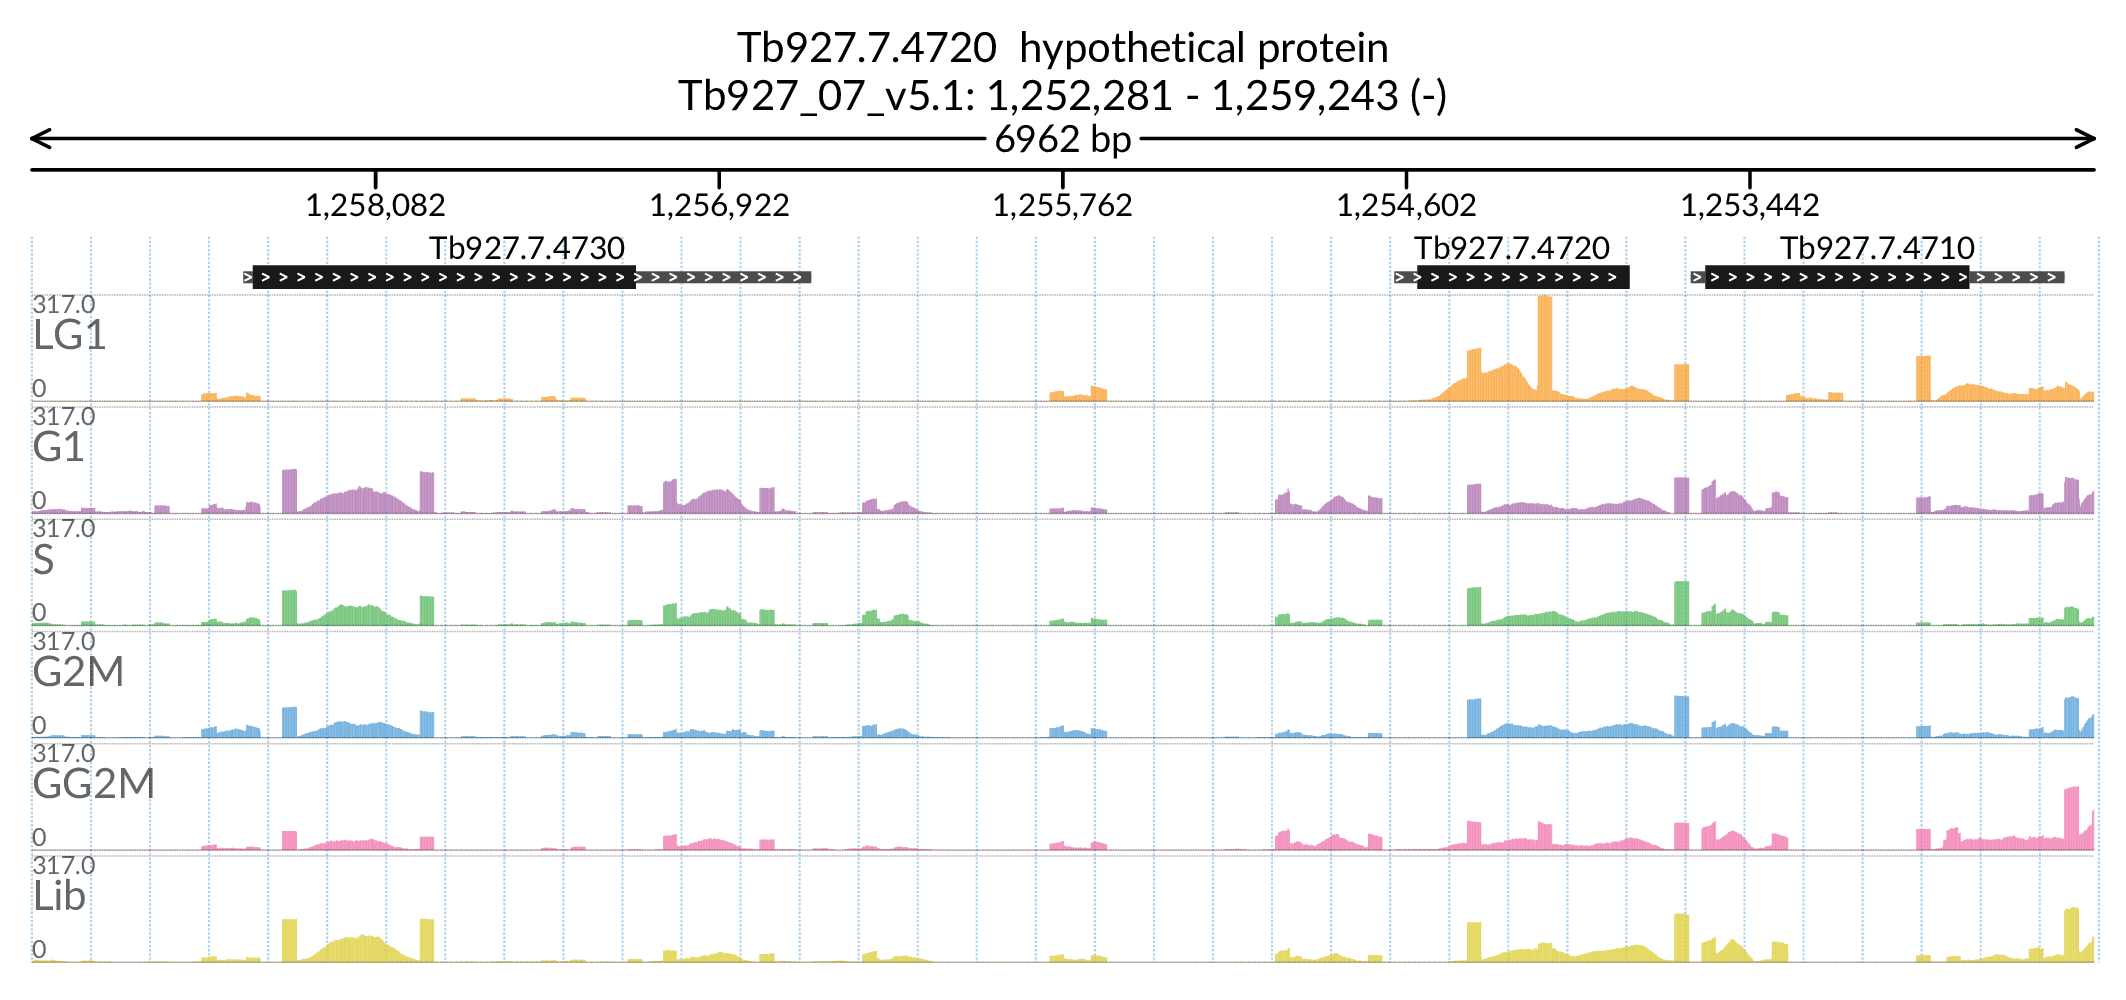 Tb927.7.4720 hypothetical protein
Tb927_07_v5.1: 1,252,281 - 1,259,243 (-)
6962 bp
1,258,082 1,256,922 1,255,762 1,254,602 1,253,442
Tb927.7.4730 Tb927.7.4720 Tb927.7.4710
317.0
LG1
0
317.0
G1
0
317.0
S
0
317.0
G2M
0
317.0
GG2M
0
317.0
Lib
0